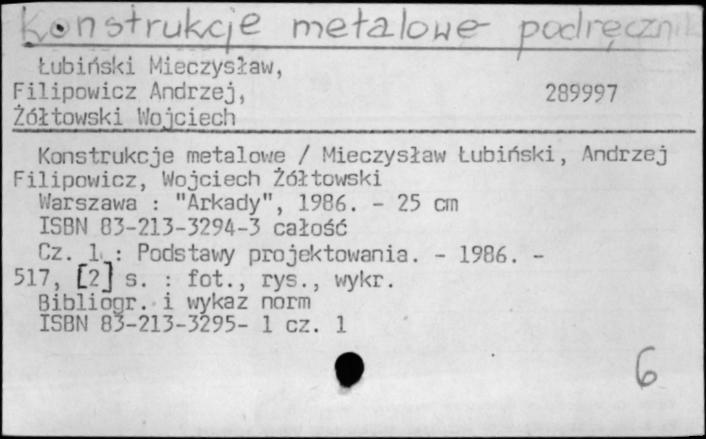 Konstrukcje metalowe podręcznik
Łubiński Mieczysław,
Filipowicz Andrzej, 289997
Żółtowski Wojciech
Konstrukcje metalowe / Mieczysław Łubiński, Andrzej
Filipowicz, Wojciech Żółtowski
Warszawa : "Arkady", 1986. - 25 cm
ISBN 83-213-3294-3 całość
Cz. 1. : Podstawy projektowania. - 1986. -
517, [2] s. : fot., rys., wykr.
Bibliogr. i wykaz norm
ISBN 83-213-3295- 1 cz. 1
6